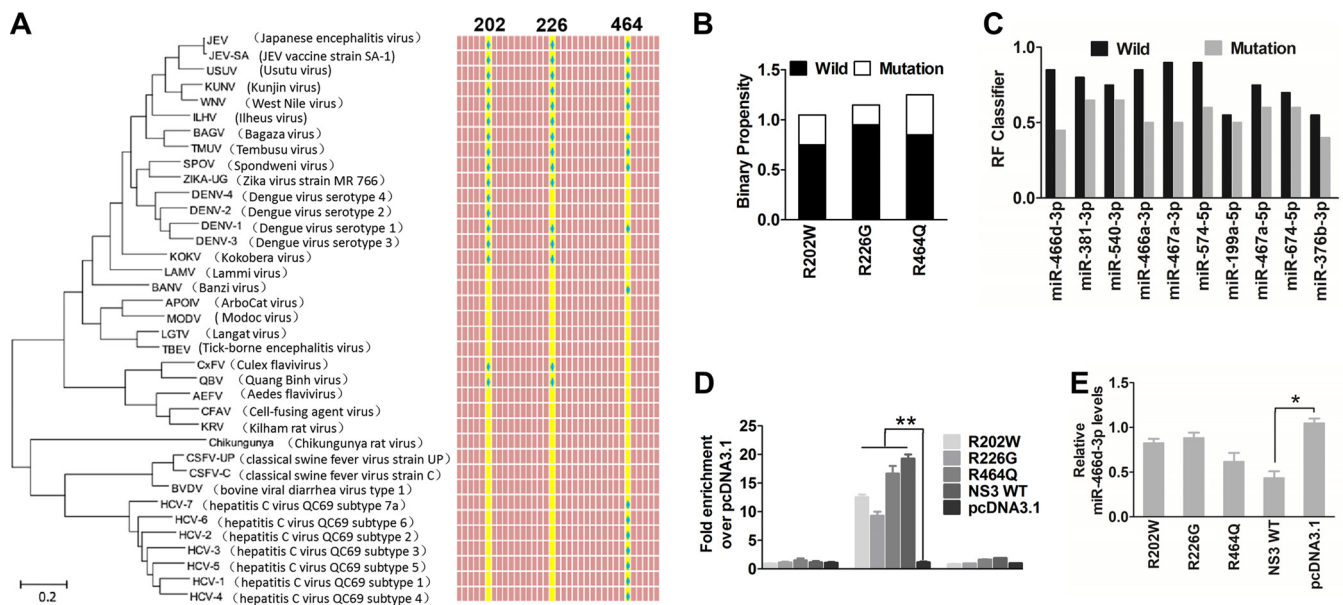 A
202 226 464
JEV (Japanese encephalitis virus)
JEV-SA (JEV vaccine strain SA-1)
USUV (Usutu virus)
KUNV (Kunjin virus)
WNV (West Nile virus)
ILHV (Ilheus virus)
BAGV (Bagaza virus)
TMUV (Tembusu virus)
SPOV (Spondweni virus)
ZIKA-UG (Zika virus strain MR 766)
DENV-4 (Dengue virus serotype 4)
DENV-2 (Dengue virus serotype 2)
DENV-1 (Dengue virus serotype 1)
DENV-3 (Dengue virus serotype 3)
KOKV (Kokobera virus)
LAMV (Lammi virus)
BANV (Banzi virus)
APOIV (ArboCat virus)
MODV (Modoc virus)
LGTV (Langat virus)
TBEV (Tick-borne encephalitis virus)
CxFV (Culex flavivirus)
QBV (Quang Binh virus)
AEFV (Aedes flavivirus)
CFAV (Cell-fusing agent virus)
KRV (Kilham rat virus)
Chikungunya (Chikungunya rat virus)
CSFV-UP (classical swine fever virus strain UP)
CSFV-C (classical swine fever virus strain C)
BVDV (bovine viral diarrhea virus type 1)
HCV-7 (hepatitis C virus QC69 subtype 7a)
HCV-6 (hepatitis C virus QC69 subtype 6)
HCV-2 (hepatitis C virus QC69 subtype 2)
HCV-3 (hepatitis C virus QC69 subtype 3)
HCV-5 (hepatitis C virus QC69 subtype 5)
HCV-1 (hepatitis C virus QC69 subtype 1)
HCV-4 (hepatitis C virus QC69 subtype 4)
0.2
B
Wild Mutation
Binary Propensity
1.5
1.0
0.5
0.0
R202W
R226G
R464Q
C
Wild Mutation
RF Classifier
1.0
0.5
0.0
miR-466d-3p
miR-381-3p
miR-540-3p
miR-466a-3p
miR-467a-3p
miR-574-5p
miR-199a-5p
miR-467a-5p
miR-674-5p
miR-376b-3p
D
Fold enrichment
over pcDNA3.1
25
20
15
10
5
0
**
R202W
R226G
R464Q
NS3 WT
pcDNA3.1
E
Relative
miR-466d-3p levels
1.5
1.0
0.5
0.0
*
R202W
R226G
R464Q
NS3 WT
pcDNA3.1